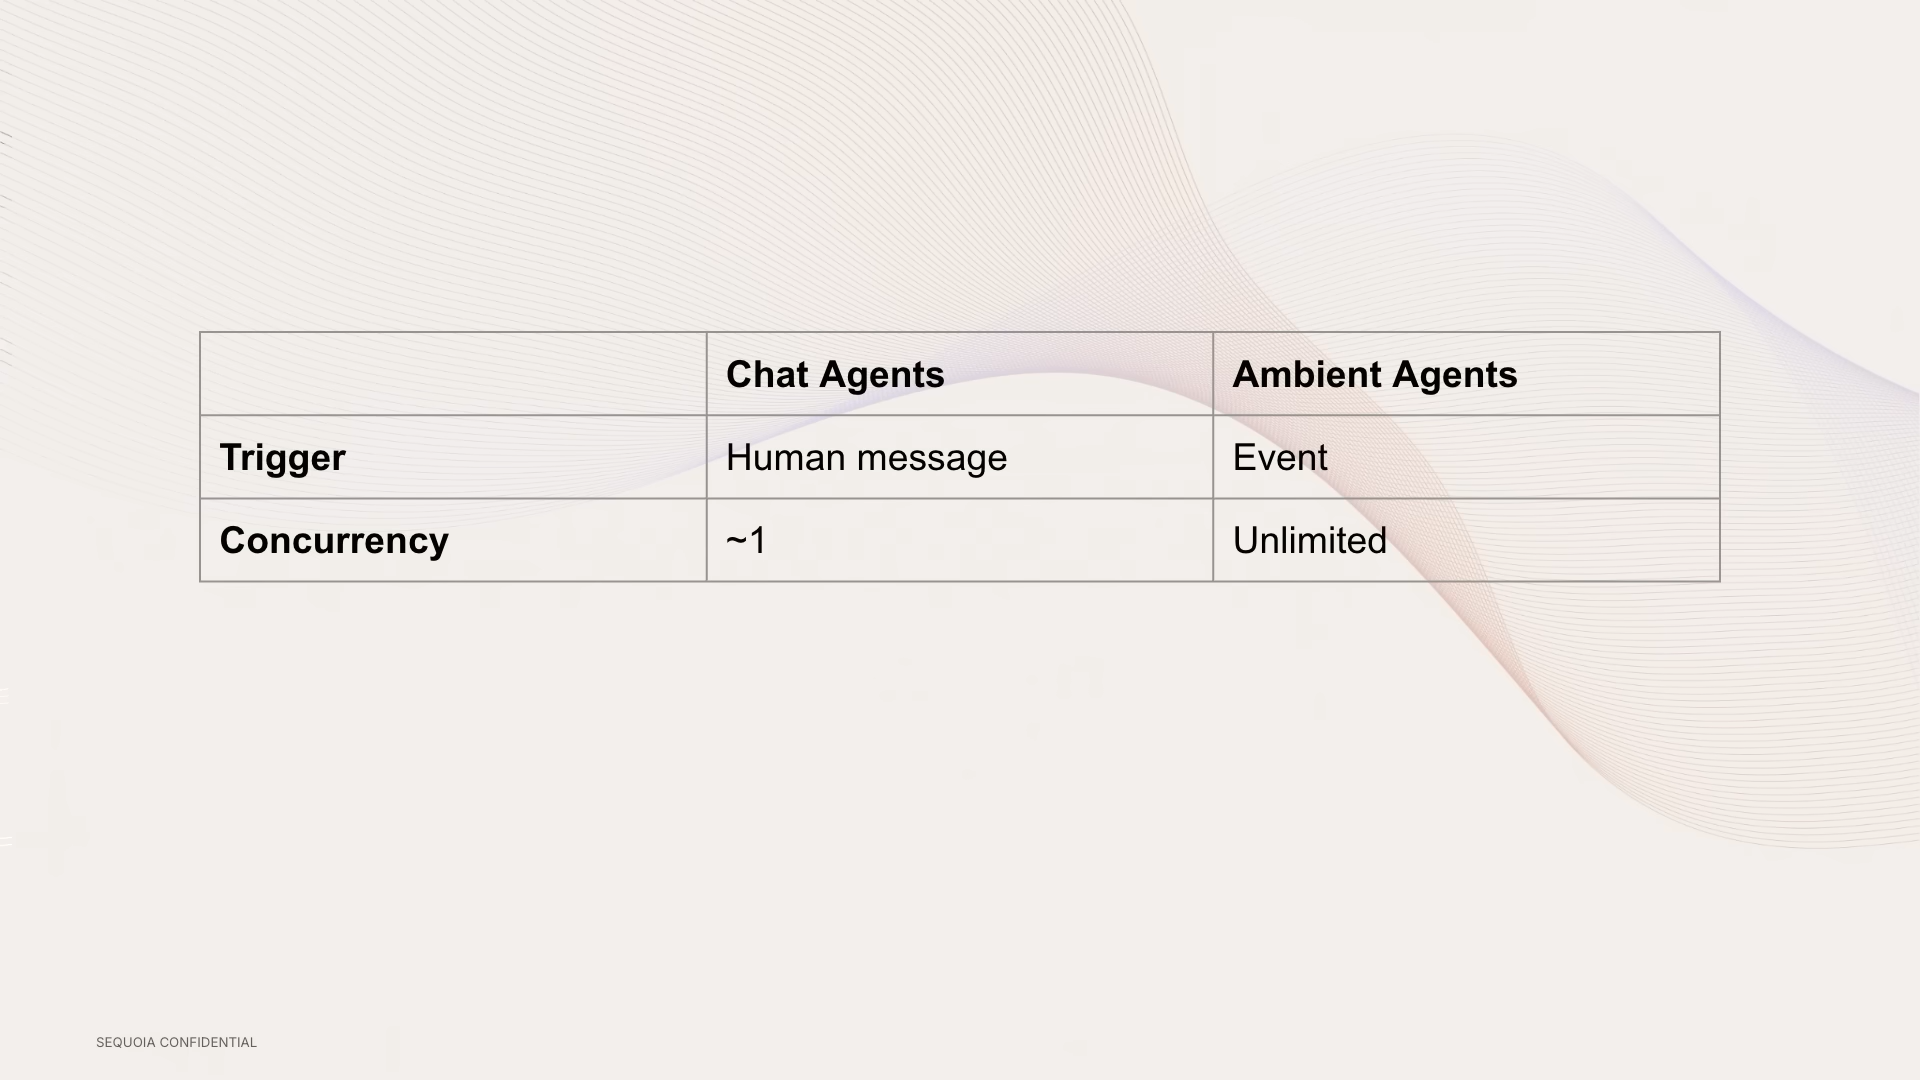 Chat Agents Ambient Agents
Trigger Human message Event
Concurrency ~1 Unlimited
SEQUOIA CONFIDENTIAL